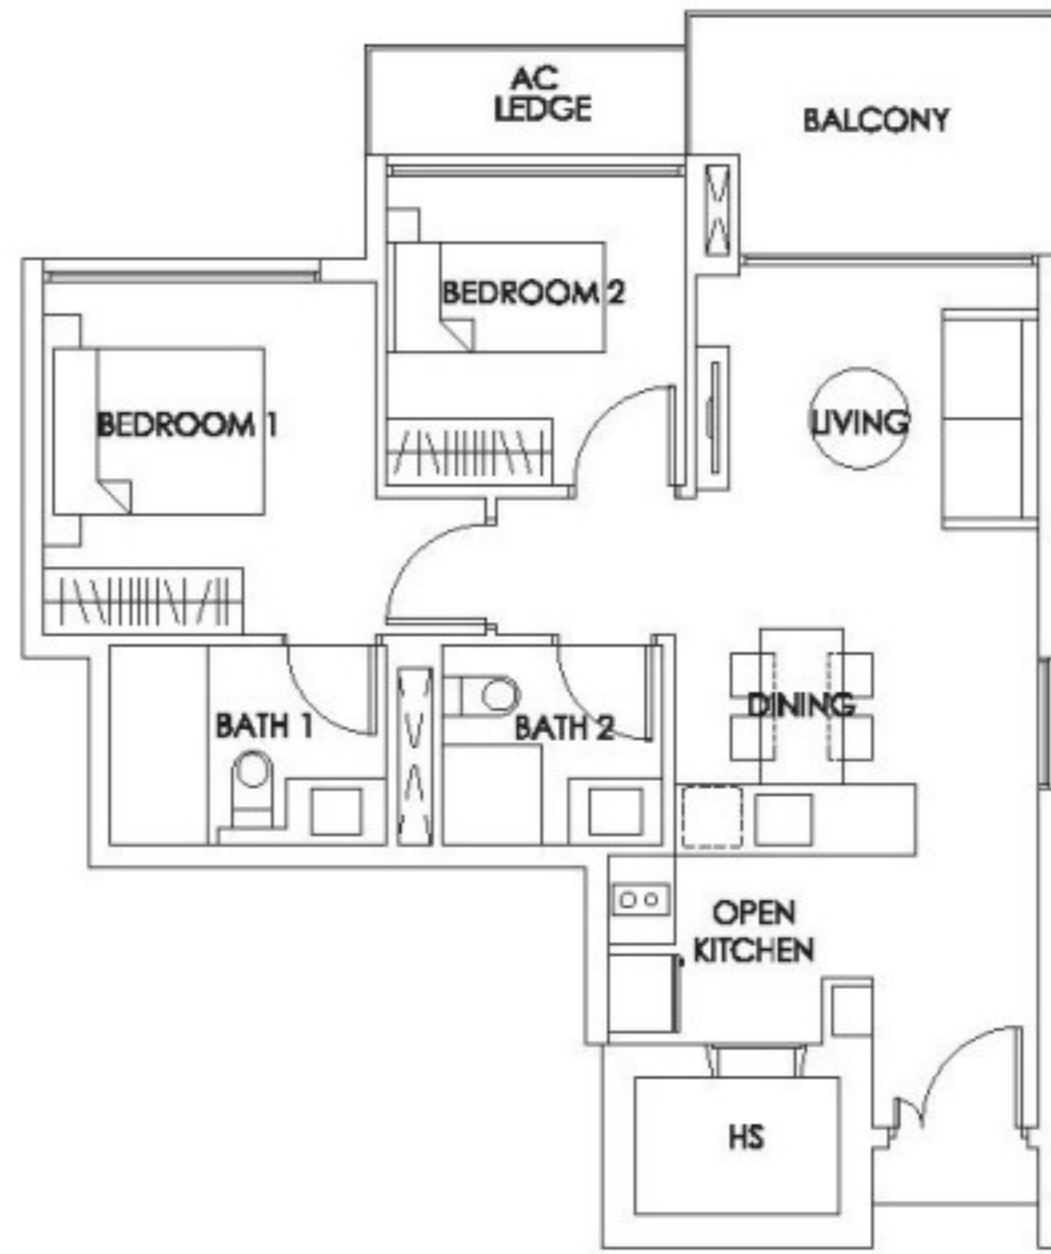 AC
LEDGE
BALCONY
BEDROOM 2
BEDROOM 1
LIVING
BATH 1
BATH 2
DINING
OPEN
KITCHEN
HS